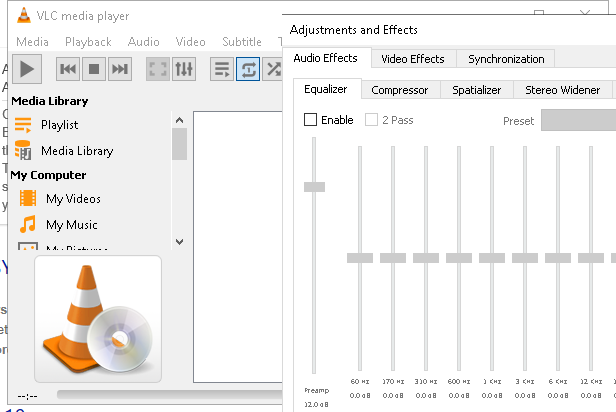 VLC media player
Media Playback Audio Video Subtitle
Media Library
Playlist
Media Library
My Computer
My Videos
My Music
My Pictures
--:--
Adjustments and Effects
Audio Effects Video Effects Synchronization
Equalizer Compressor Spatializer Stereo Widener
Enable 2 Pass Preset
60 Hz 170 Hz 310 Hz 600 Hz 1 KHz 3 KHz 6 KHz 12 KHz
Preamp 0.0 dB 0.0 dB 0.0 dB 0.0 dB 0.0 dB 0.0 dB 0.0 dB 0.0 dB
12.0 dB